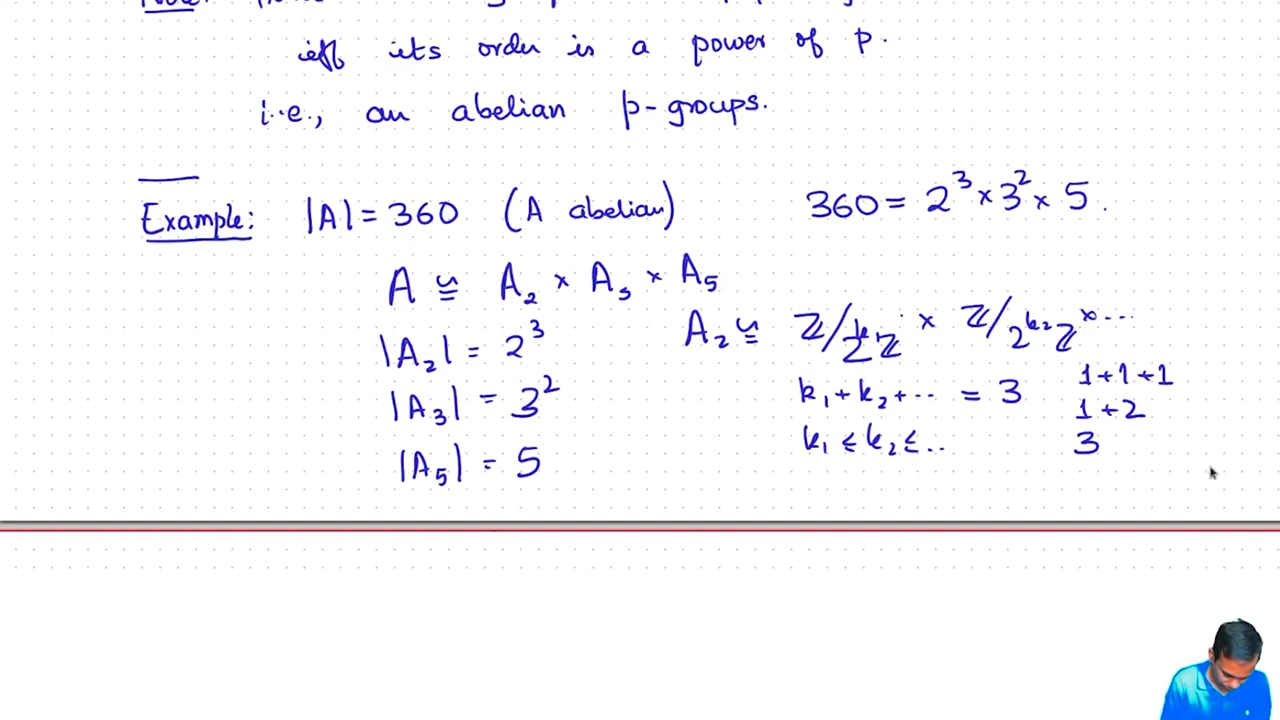 iff its order is a power of p.
i.e., an abelian p-groups.
Example: |A| = 360 (A abelian) 360 = 2³ × 3² × 5.
A ≅ A₂ × A₃ × A₅
|A₂| = 2³ A₂ ≅ ℤ/2^{k₁}ℤ × ℤ/2^{k₂}ℤ × ...
|A₃| = 3² k₁ + k₂ + ·· = 3 1+1+1
1+2
|A₅| = 5 k₁ ≤ k₂ ≤ .. 3